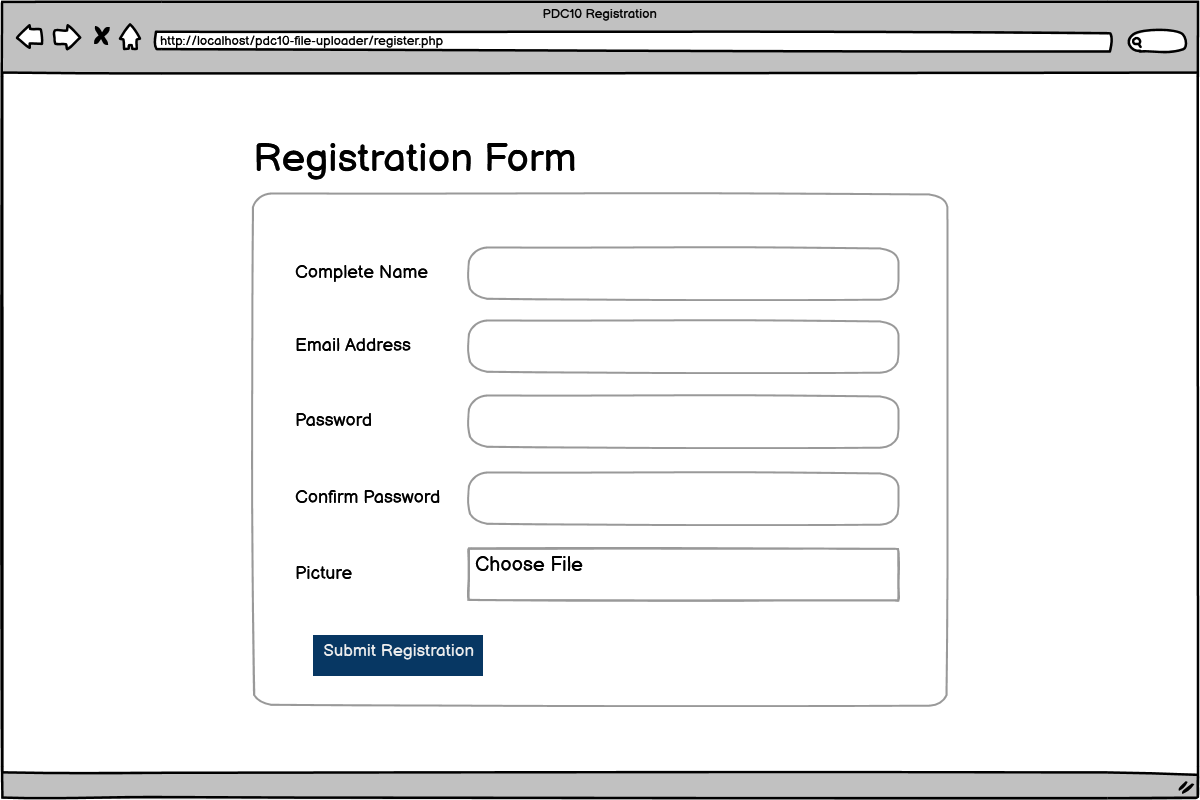 PDC10 Registration
http://localhost/pdc10-file-uploader/register.php
Registration Form
Complete Name
Email Address
Password
Confirm Password
Picture
Choose File
Submit Registration